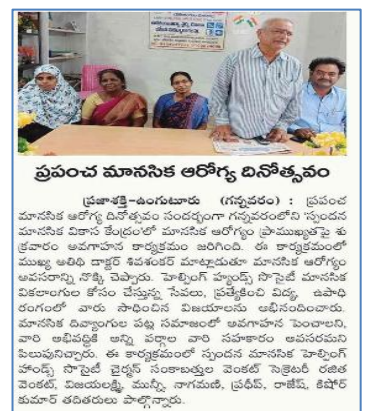 ప్రపంచ మానసిక ఆరోగ్య దినోత్సవం
ప్రజాశక్తి-ఉంగుటూరు (గన్నవరం) : ప్రపంచ
మానసిక ఆరోగ్య దినోత్సవం సందర్భంగా గన్నవరంలోని 'స్పందన
మానసిక వికాస కేంద్రం'లో మానసిక ఆరోగ్యం ప్రాముఖ్యతపై శు
క్రవారం అవగాహన కార్యక్రమం జరిగింది. ఈ కార్యక్రమంలో
ముఖ్య అతిథి డాక్టర్ శివశంకర్ మాట్లాడుతూ మానసిక ఆరోగ్యం
అవసరాన్ని నొక్కి చెప్పారు. హెల్పింగ్ హ్యాండ్స్ సొసైటీ మానసిక
వికలాంగుల కోసం చేస్తున్న సేవలు, ప్రత్యేకించి విద్య, ఉపాధి
రంగంలో వారు సాధించిన విజయాలను అభినందించారు.
మానసిక దివ్యాంగుల పట్ల సమాజంలో అవగాహన పెంచాలని,
వారి అభివృద్ధికి అన్ని వర్గాల వారి సహకారం అవసరమని
పిలుపునిచ్చారు. ఈ కార్యక్రమంలో స్పందన మానసిక హెల్పింగ్
హాండ్స్ సొసైటీ చైర్మన్ సంకాబత్తుల వెంకట్ సెక్రెటరీ రజిత
వెంకట్, విజయలక్ష్మి, మున్నీ, నాగమణి, ప్రదీప్, రాజేష్, కిషోర్
కుమార్ తదితరులు పాల్గొన్నారు.